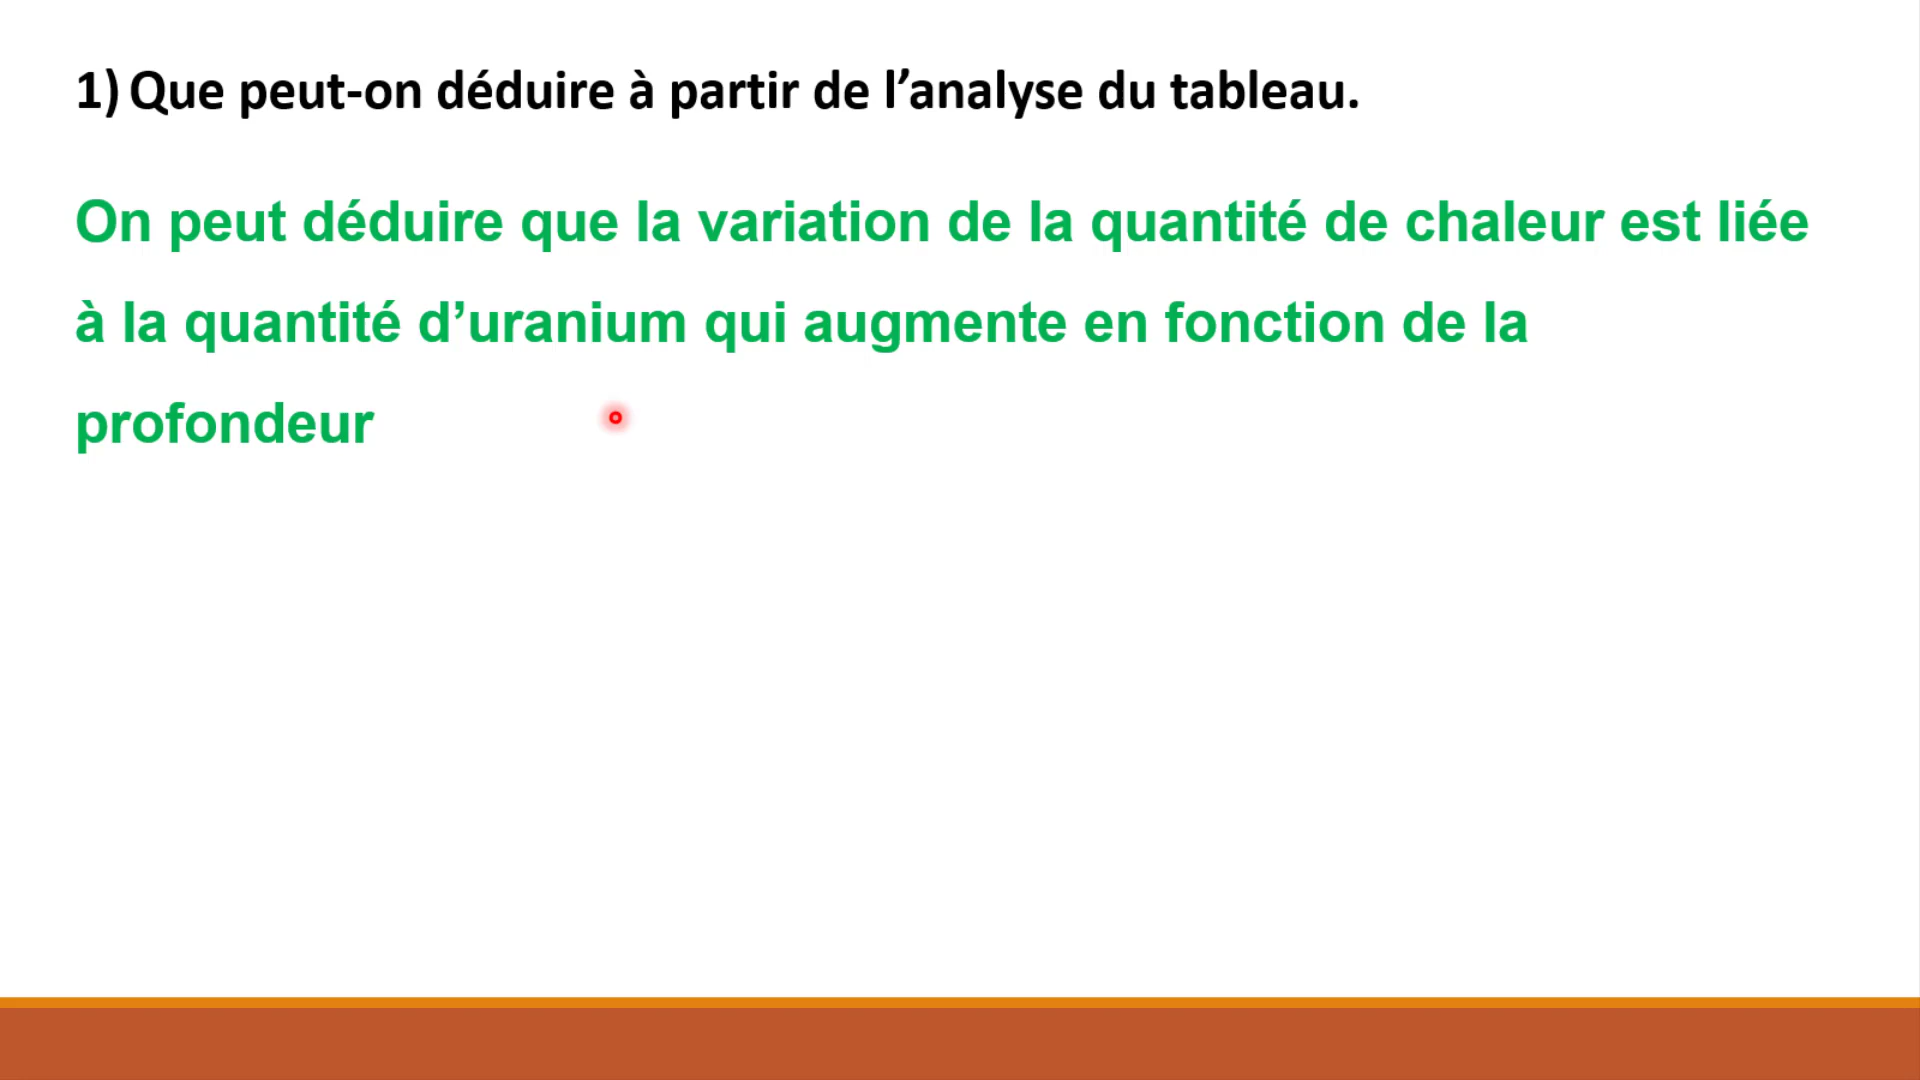 1) Que peut-on déduire à partir de l’analyse du tableau.
On peut déduire que la variation de la quantité de chaleur est liée
à la quantité d’uranium qui augmente en fonction de la
profondeur